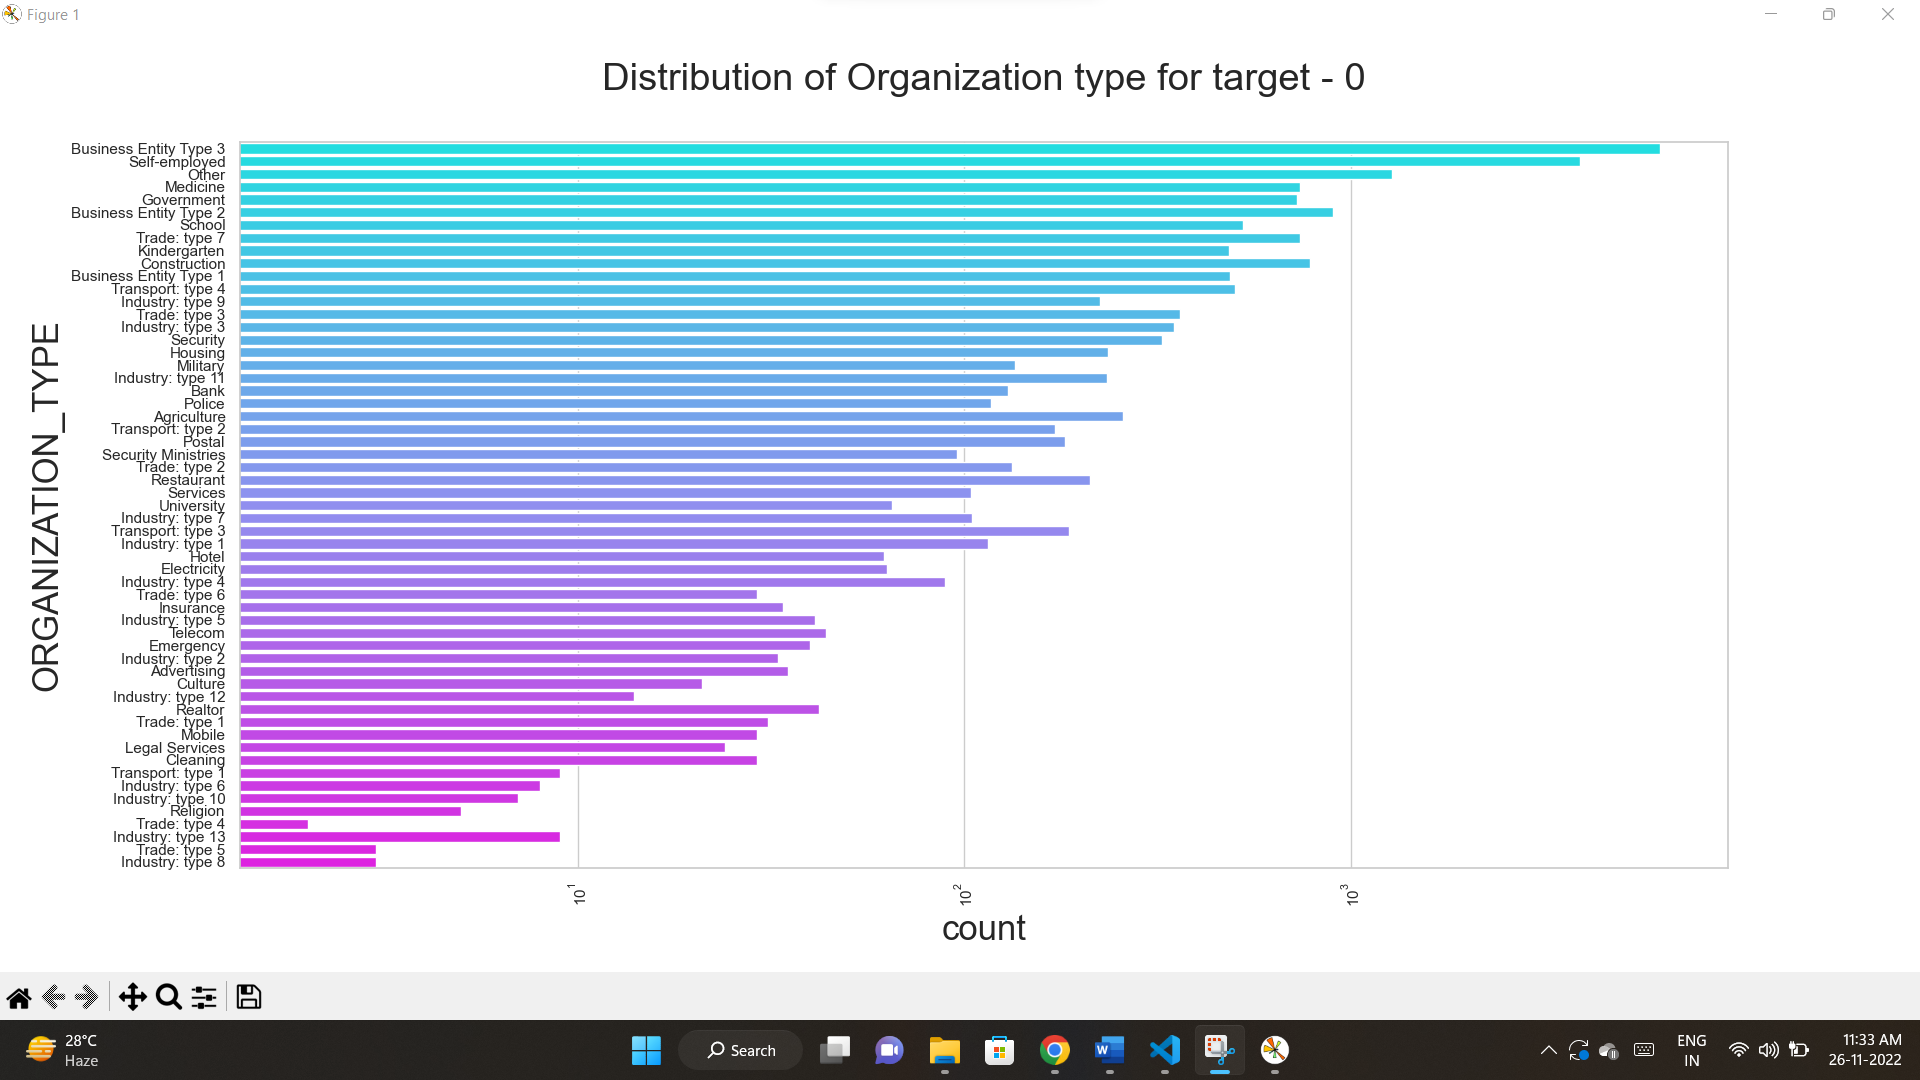 Figure 1
Distribution of Organization type for target - 0
ORGANIZATION_TYPE
Business Entity Type 3
Self-employed
Other
Medicine
Government
Business Entity Type 2
School
Trade: type 7
Kindergarten
Construction
Business Entity Type 1
Transport: type 4
Industry: type 9
Trade: type 3
Industry: type 3
Security
Housing
Military
Industry: type 11
Bank
Police
Agriculture
Transport: type 2
Postal
Security Ministries
Trade: type 2
Restaurant
Services
University
Industry: type 7
Transport: type 3
Industry: type 1
Hotel
Electricity
Industry: type 4
Trade: type 6
Insurance
Industry: type 5
Telecom
Emergency
Industry: type 2
Advertising
Culture
Industry: type 12
Realtor
Trade: type 1
Mobile
Legal Services
Cleaning
Transport: type 1
Industry: type 6
Industry: type 10
Religion
Trade: type 4
Industry: type 13
Trade: type 5
Industry: type 8
10¹ 10² 10³
count
28°C
Haze
Search
ENG
IN
11:33 AM
26-11-2022